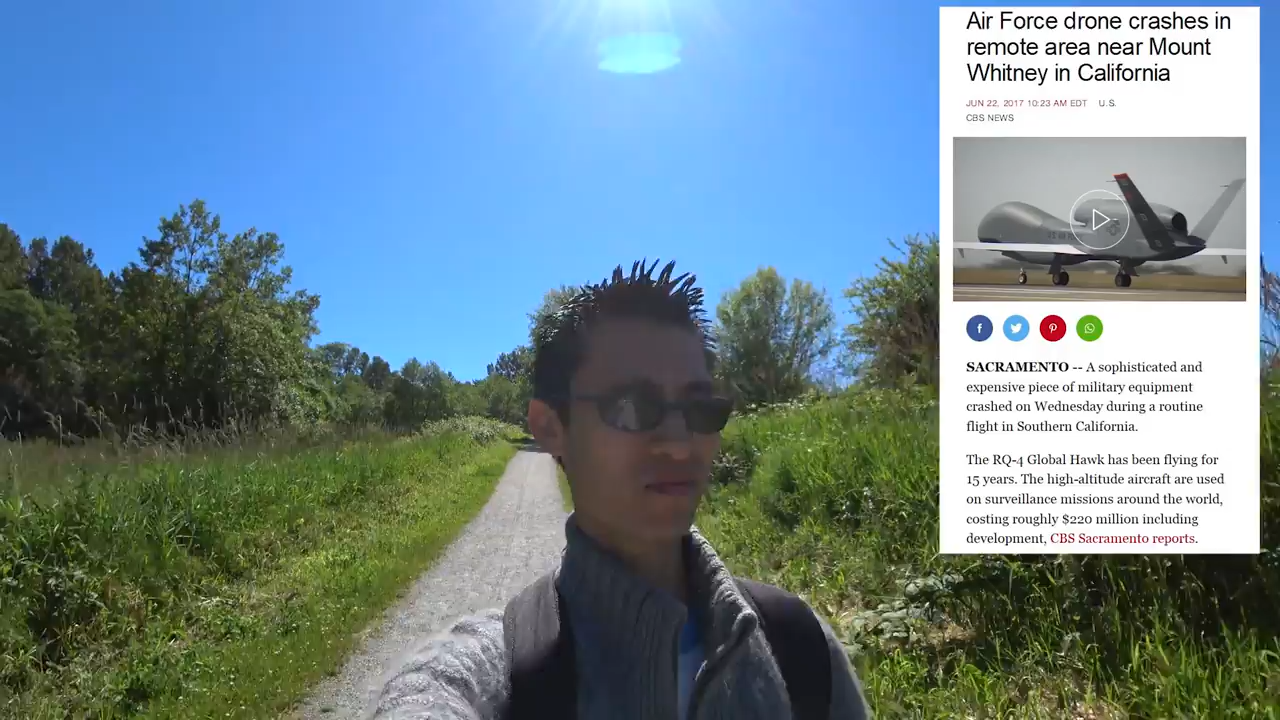 Air Force drone crashes in
remote area near Mount
Whitney in California
JUN 22, 2017 10:23 AM EDT U.S.
CBS NEWS
SACRAMENTO -- A sophisticated and
expensive piece of military equipment
crashed on Wednesday during a routine
flight in Southern California.
The RQ-4 Global Hawk has been flying for
15 years. The high-altitude aircraft are used
on surveillance missions around the world,
costing roughly $220 million including
development, CBS Sacramento reports.